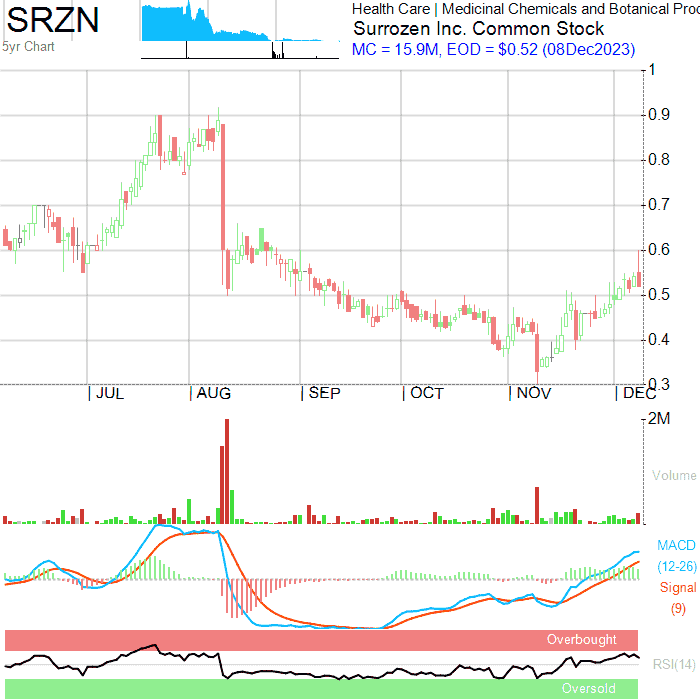 SRZN
5yr Chart
Health Care | Medicinal Chemicals and Botanical Proc
Surrozen Inc. Common Stock
MC = 15.9M, EOD = $0.52 (08Dec2023)
1
0.9
0.8
0.7
0.6
0.5
0.4
0.3
JUL AUG SEP OCT NOV DEC
2M
Volume
MACD
(12-26)
Signal
(9)
Overbought
RSI(14)
Oversold